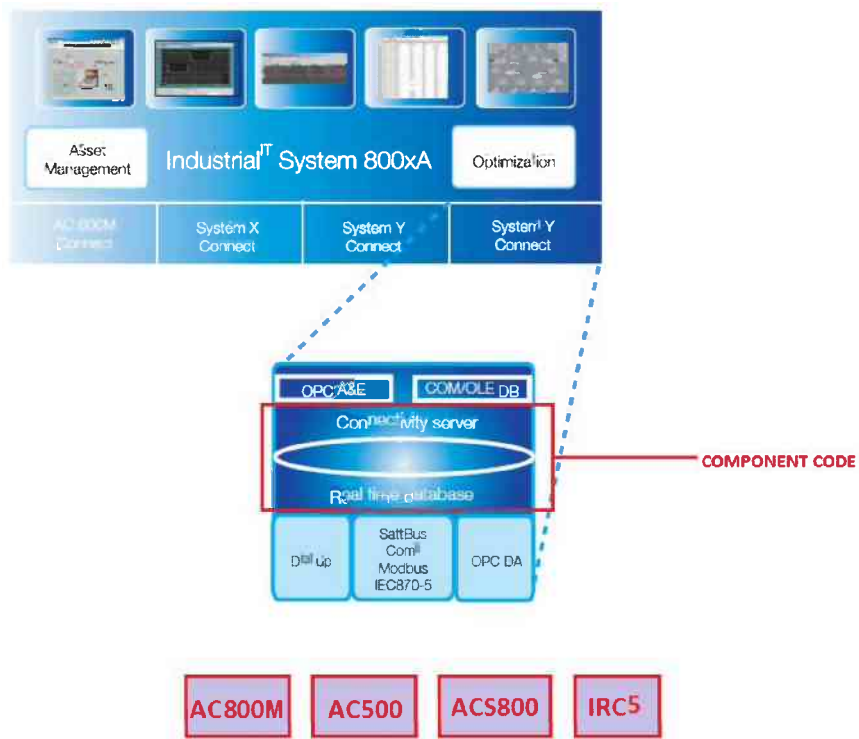 Asset
Management
Industrial IT System 800xA
Optimization
AC 800M
Connect
System X
Connect
System Y
Connect
System Y
Connect
OPC A&E
COM/OLE DB
Connectivity server
Real time database
Dial up
SattBus
Comli
Modbus
IEC870-5
OPC DA
COMPONENT CODE
AC800M
AC500
ACS800
IRC5